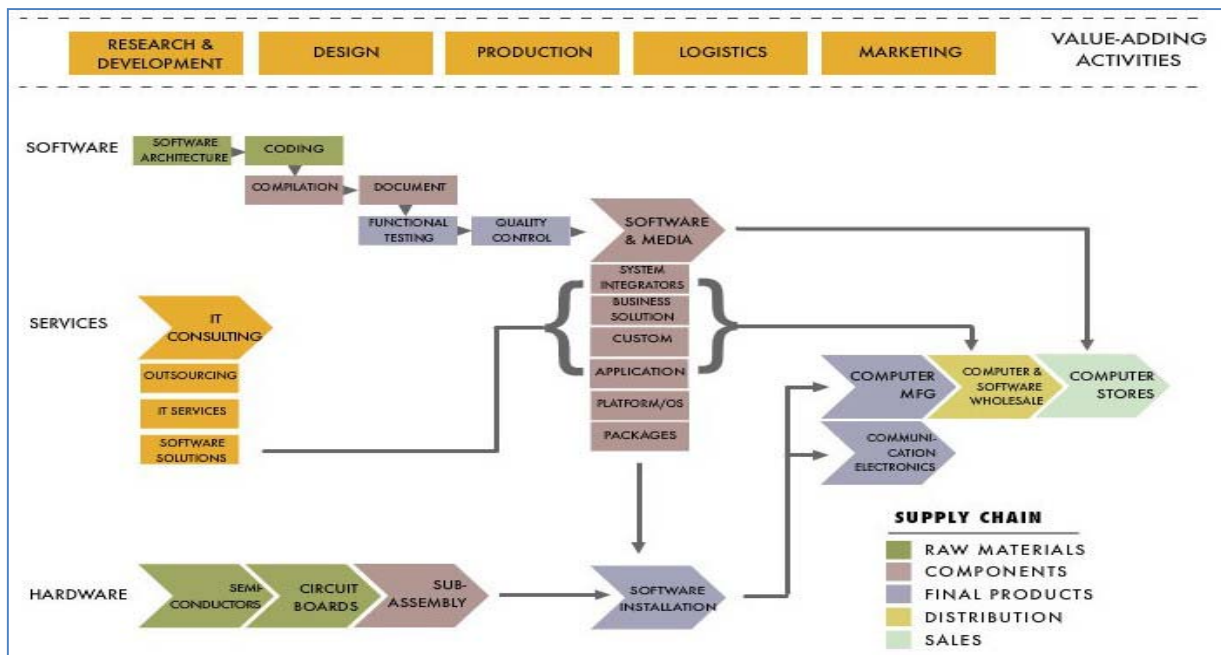 RESEARCH &
DEVELOPMENT
DESIGN
PRODUCTION
LOGISTICS
MARKETING
VALUE-ADDING
ACTIVITIES
SOFTWARE
SOFTWARE
ARCHITECTURE
CODING
COMPILATION
DOCUMENT
FUNCTIONAL
TESTING
QUALITY
CONTROL
SOFTWARE
& MEDIA
SYSTEM
INTEGRATORS
BUSINESS
SOLUTION
CUSTOM
APPLICATION
PLATFORM/OS
PACKAGES
SERVICES
IT
CONSULTING
OUTSOURCING
IT SERVICES
SOFTWARE
SOLUTIONS
COMPUTER
MFG
COMPUTER &
SOFTWARE
WHOLESALE
COMPUTER
STORES
COMMUNI-
CATION
ELECTRONICS
HARDWARE
SEMI-
CONDUCTORS
CIRCUIT
BOARDS
SUB-
ASSEMBLY
SOFTWARE
INSTALLATION
SUPPLY CHAIN
RAW MATERIALS
COMPONENTS
FINAL PRODUCTS
DISTRIBUTION
SALES